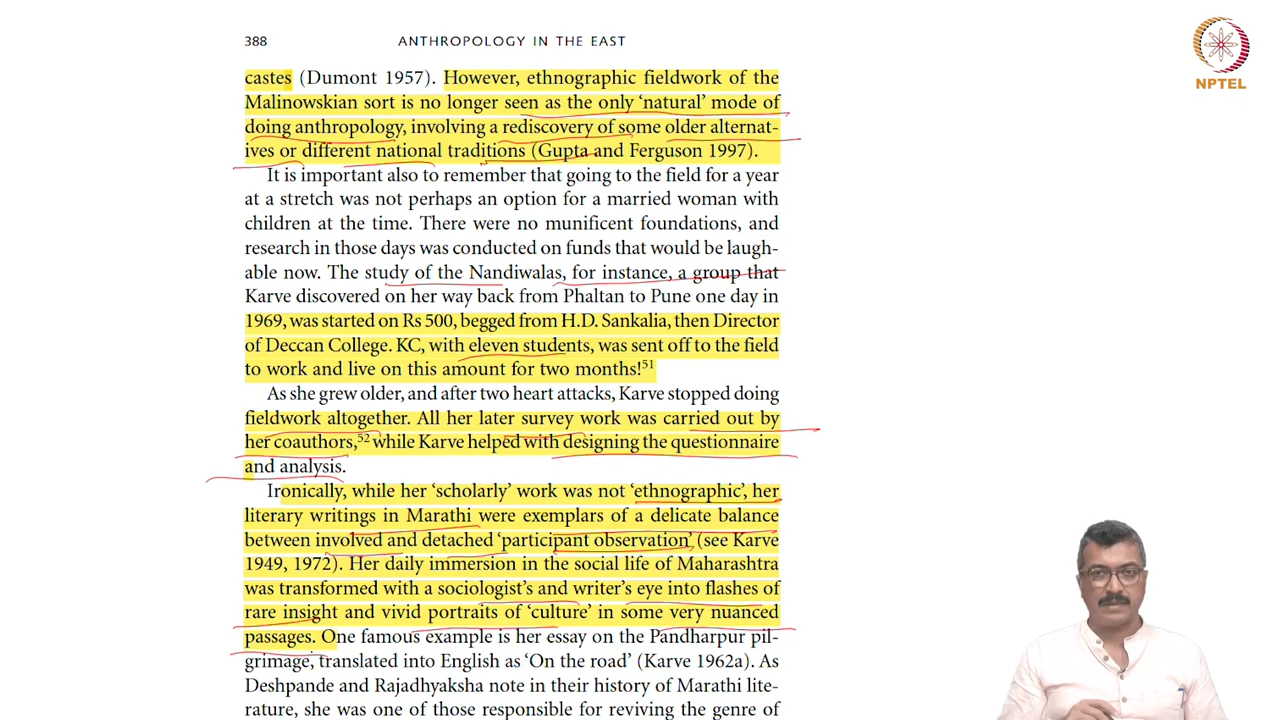 388 ANTHROPOLOGY IN THE EAST
castes (Dumont 1957). However, ethnographic fieldwork of the
Malinowskian sort is no longer seen as the only ‘natural’ mode of
doing anthropology, involving a rediscovery of some older alternat-
ives or different national traditions (Gupta and Ferguson 1997).
It is important also to remember that going to the field for a year
at a stretch was not perhaps an option for a married woman with
children at the time. There were no munificent foundations, and
research in those days was conducted on funds that would be laugh-
able now. The study of the Nandiwalas, for instance, a group that
Karve discovered on her way back from Phaltan to Pune one day in
1969, was started on Rs 500, begged from H.D. Sankalia, then Director
of Deccan College. KC, with eleven students, was sent off to the field
to work and live on this amount for two months!51
As she grew older, and after two heart attacks, Karve stopped doing
fieldwork altogether. All her later survey work was carried out by
her coauthors,52 while Karve helped with designing the questionnaire
and analysis.
Ironically, while her ‘scholarly’ work was not ‘ethnographic’, her
literary writings in Marathi were exemplars of a delicate balance
between involved and detached ‘participant observation’ (see Karve
1949, 1972). Her daily immersion in the social life of Maharashtra
was transformed with a sociologist’s and writer’s eye into flashes of
rare insight and vivid portraits of ‘culture’ in some very nuanced
passages. One famous example is her essay on the Pandharpur pil-
grimage, translated into English as ‘On the road’ (Karve 1962a). As
Deshpande and Rajadhyaksha note in their history of Marathi lite-
rature, she was one of those responsible for reviving the genre of
NPTEL